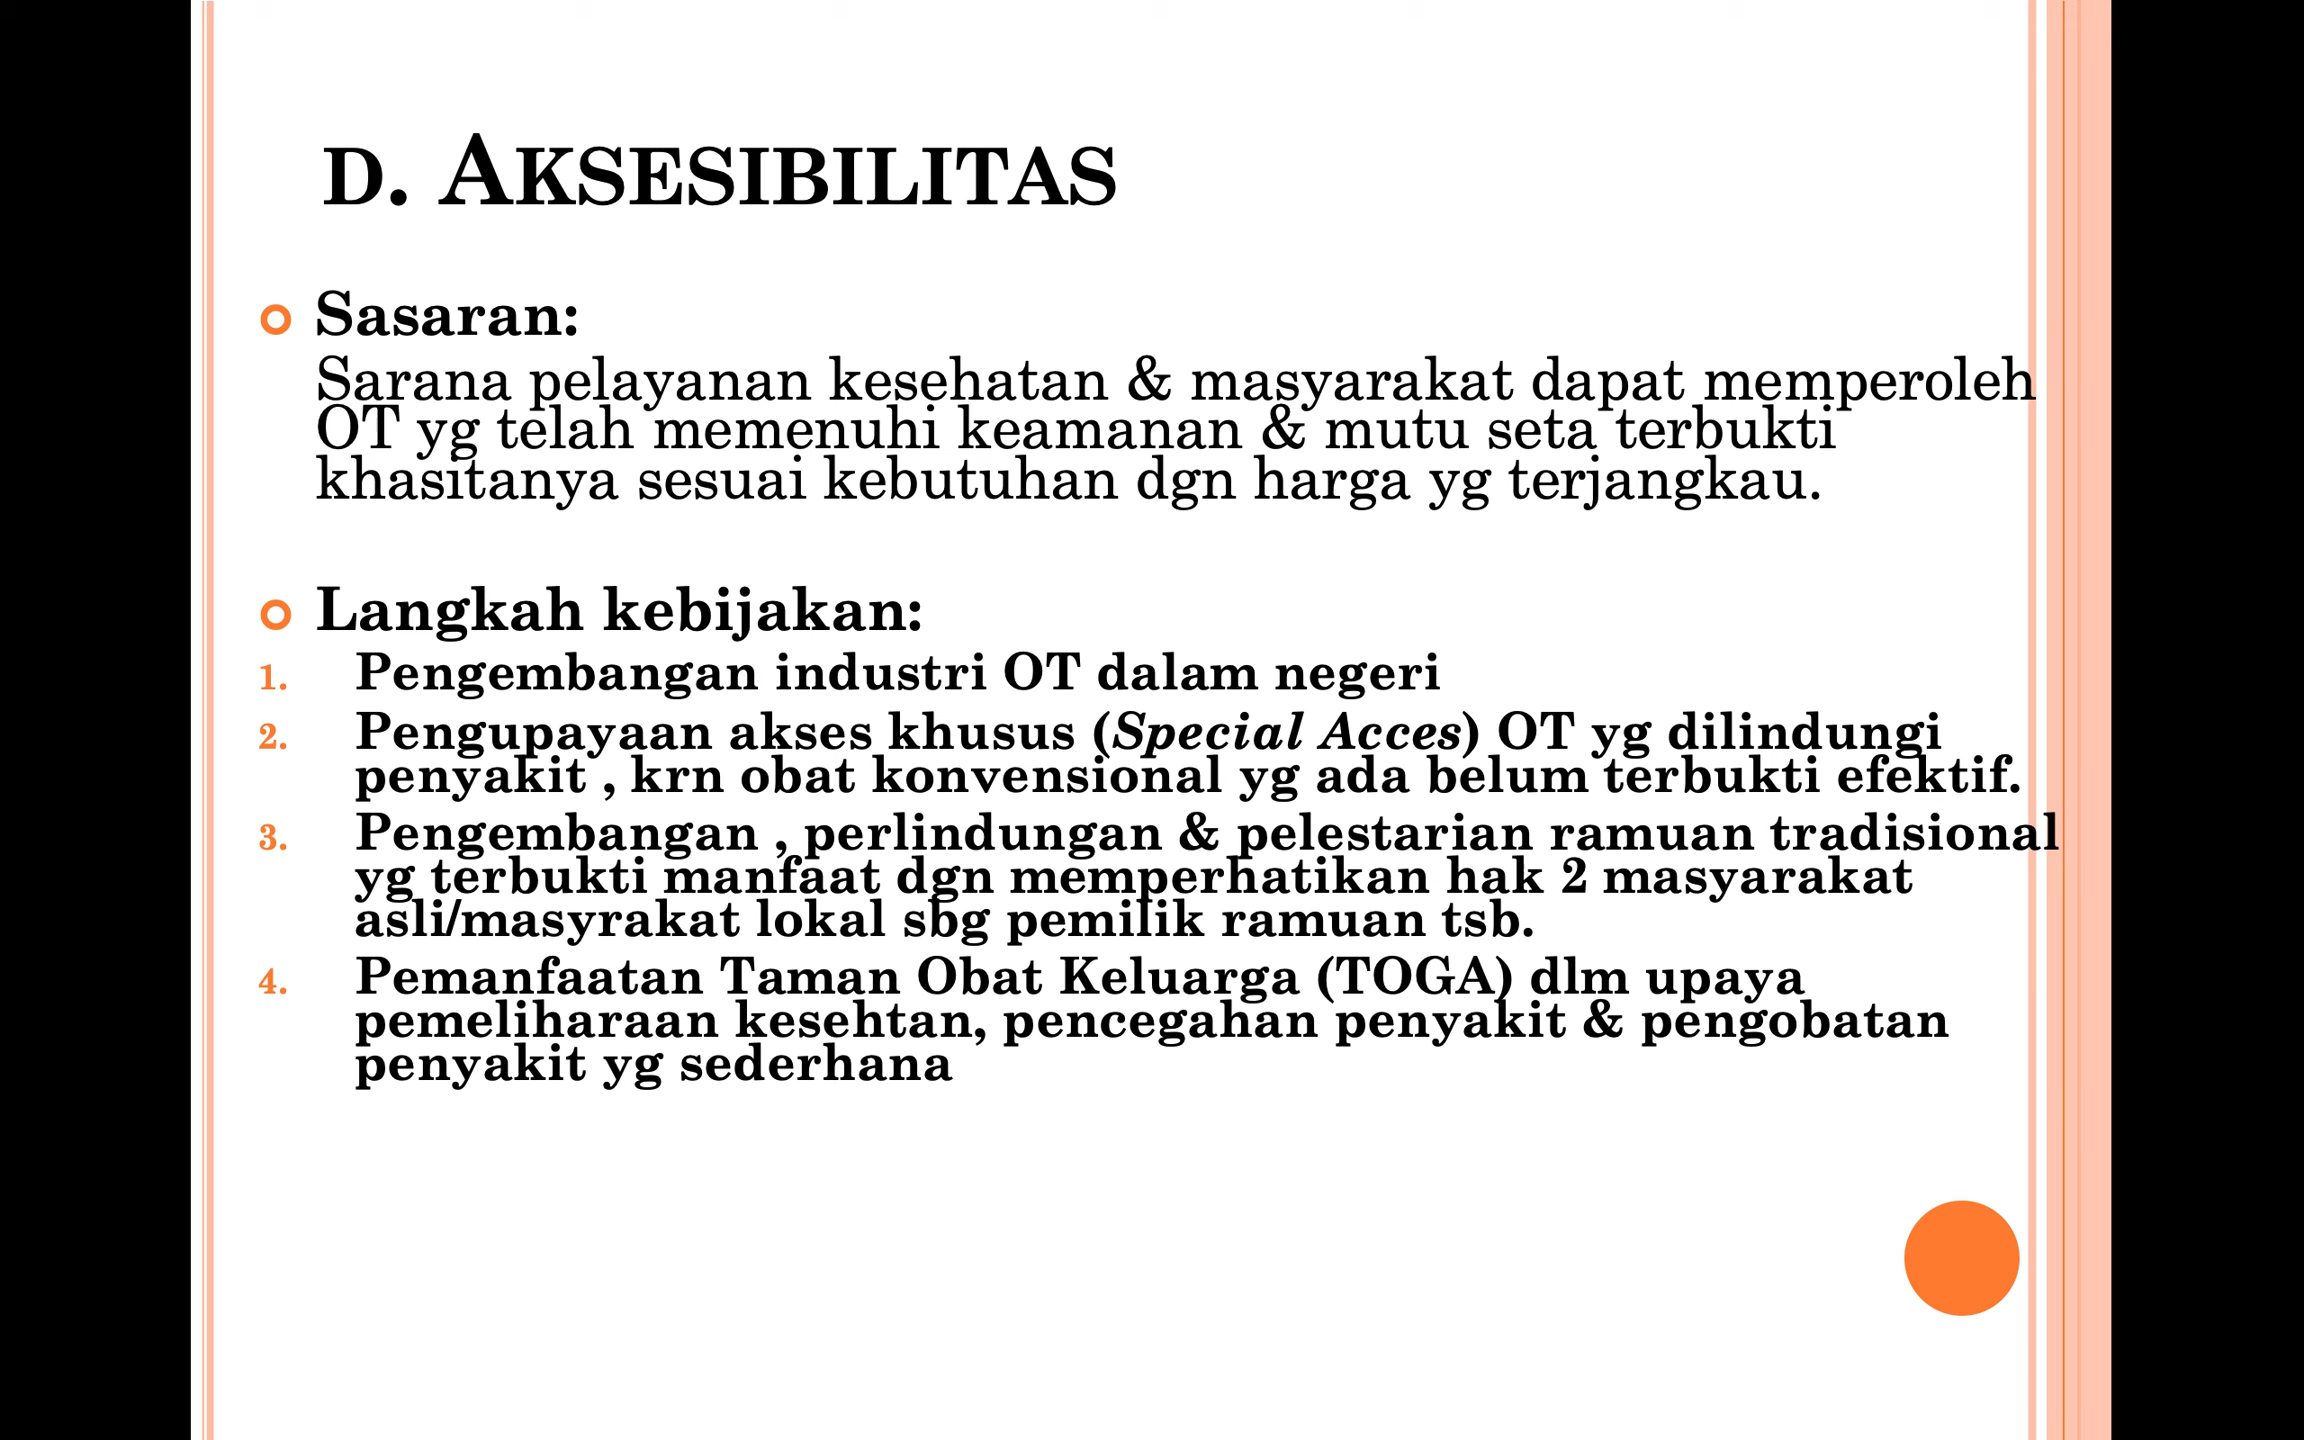 D. AKSESIBILITAS
Sasaran:
Sarana pelayanan kesehatan & masyarakat dapat memperoleh
OT yg telah memenuhi keamanan & mutu seta terbukti
khasitanya sesuai kebutuhan dgn harga yg terjangkau.
Langkah kebijakan:
1. Pengembangan industri OT dalam negeri
2. Pengupayaan akses khusus (Special Acces) OT yg dilindungi
penyakit , krn obat konvensional yg ada belum terbukti efektif.
3. Pengembangan , perlindungan & pelestarian ramuan tradisional
yg terbukti manfaat dgn memperhatikan hak 2 masyarakat
asli/masyrakat lokal sbg pemilik ramuan tsb.
4. Pemanfaatan Taman Obat Keluarga (TOGA) dlm upaya
pemeliharaan kesehtan, pencegahan penyakit & pengobatan
penyakit yg sederhana